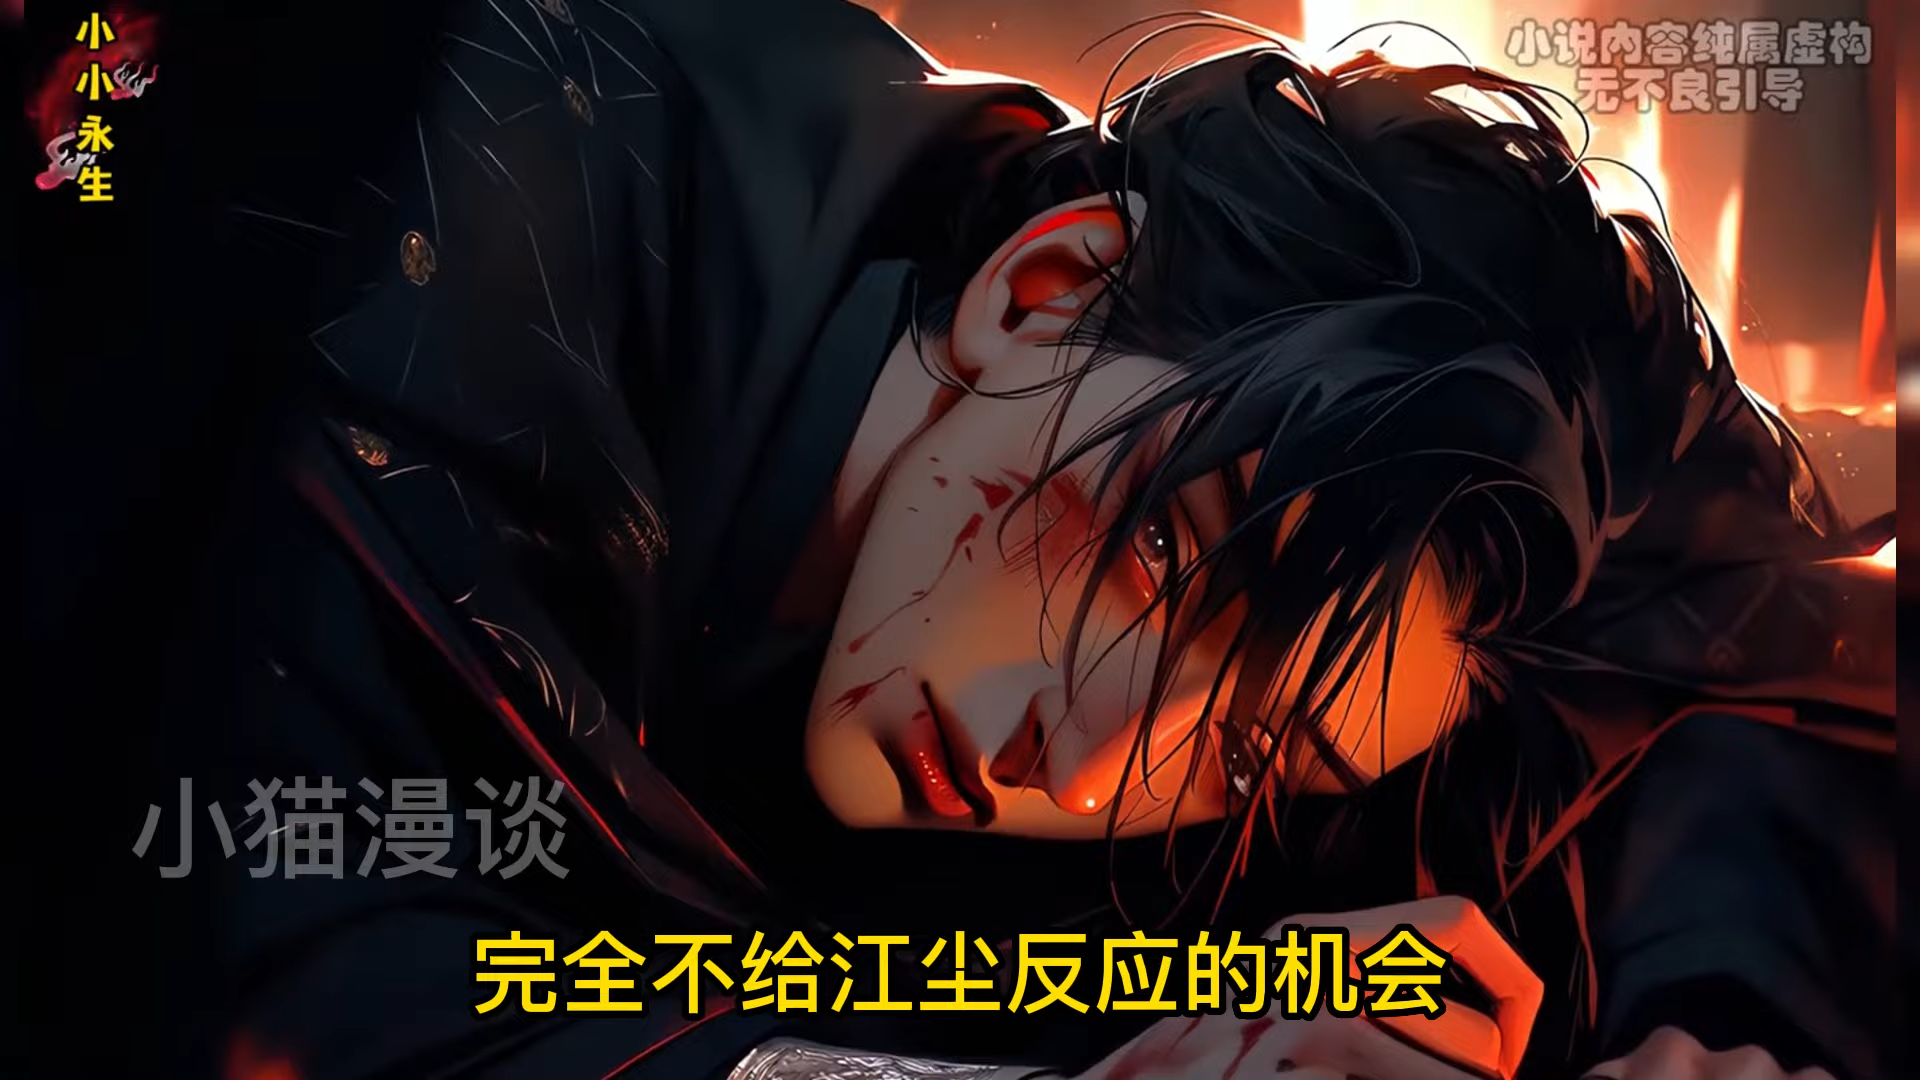 小小永生
小说内容纯属虚构
无不良引导
小猫漫谈
完全不给江尘反应的机会